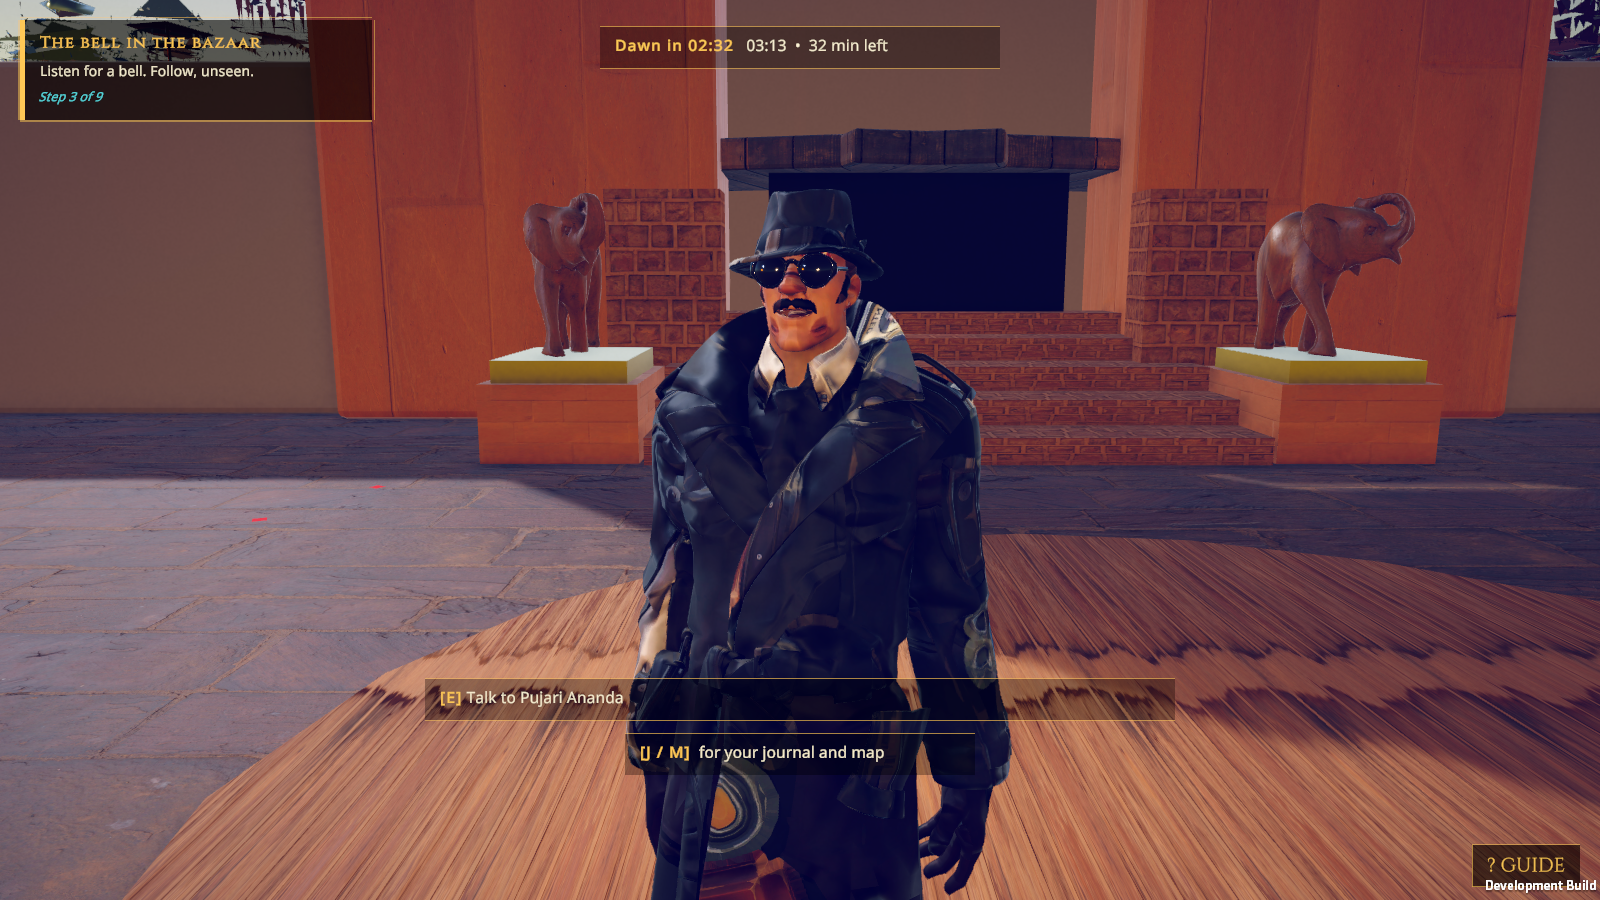 The bell in the bazaar
Listen for a bell. Follow, unseen.
Step 3 of 9
Dawn in 02:32 03:13 • 32 min left
[E] Talk to Pujari Ananda
[J / M] for your journal and map
? GUIDE
Development Build